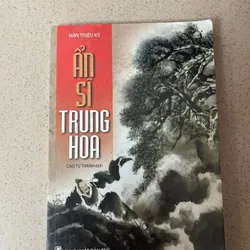 HÀN TRIỆU KỲ
ẨN
SĨ
TRUNG
HOA
CAO TỰ THANH dịch